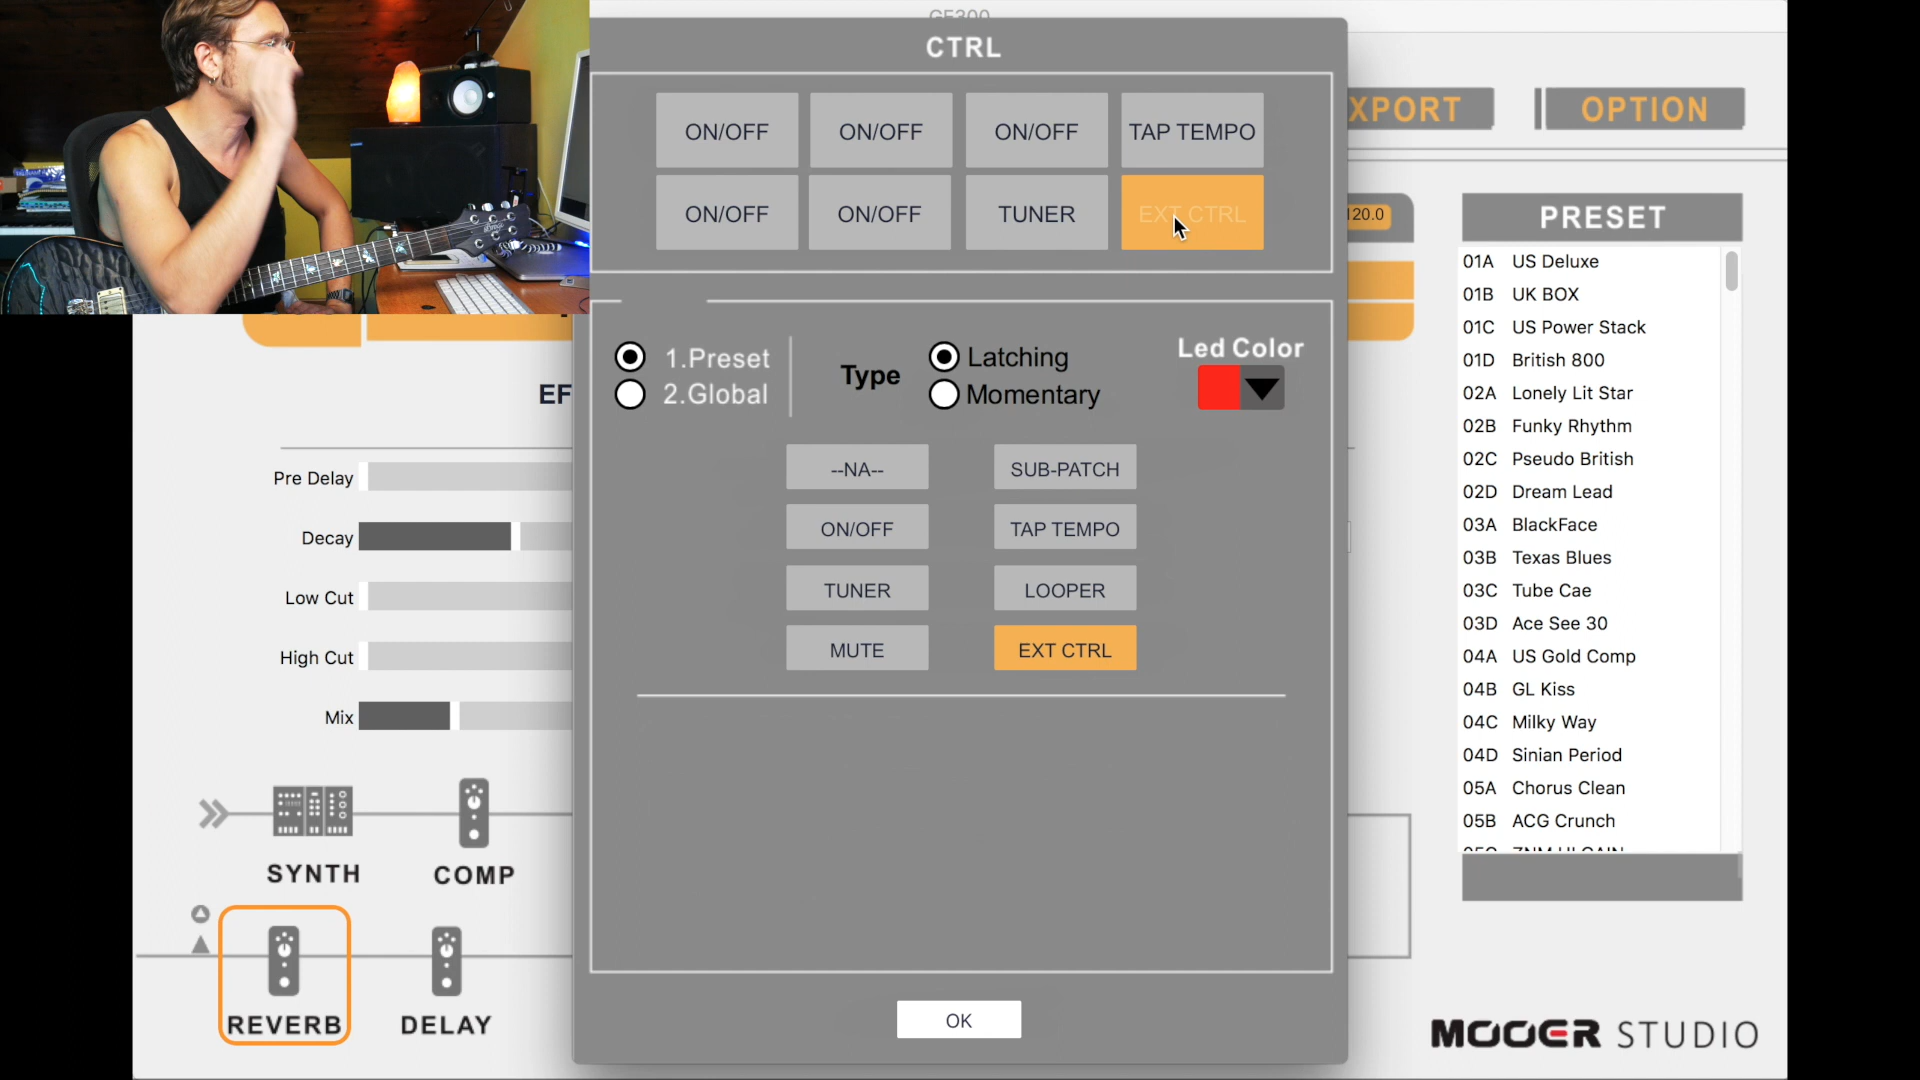 GE300
CTRL
ON/OFF
ON/OFF
ON/OFF
TAP TEMPO
ON/OFF
ON/OFF
TUNER
EXT CTRL
XPORT
OPTION
120.0
PRESET
01A US Deluxe
01B UK BOX
01C US Power Stack
01D British 800
02A Lonely Lit Star
02B Funky Rhythm
02C Pseudo British
02D Dream Lead
03A BlackFace
03B Texas Blues
03C Tube Cae
03D Ace See 30
04A US Gold Comp
04B GL Kiss
04C Milky Way
04D Sinian Period
05A Chorus Clean
05B ACG Crunch
1.Preset
2.Global
Type
Latching
Momentary
Led Color
--NA--
SUB-PATCH
ON/OFF
TAP TEMPO
TUNER
LOOPER
MUTE
EXT CTRL
OK
EF
Pre Delay
Decay
Low Cut
High Cut
Mix
SYNTH
COMP
REVERB
DELAY
MOOER STUDIO